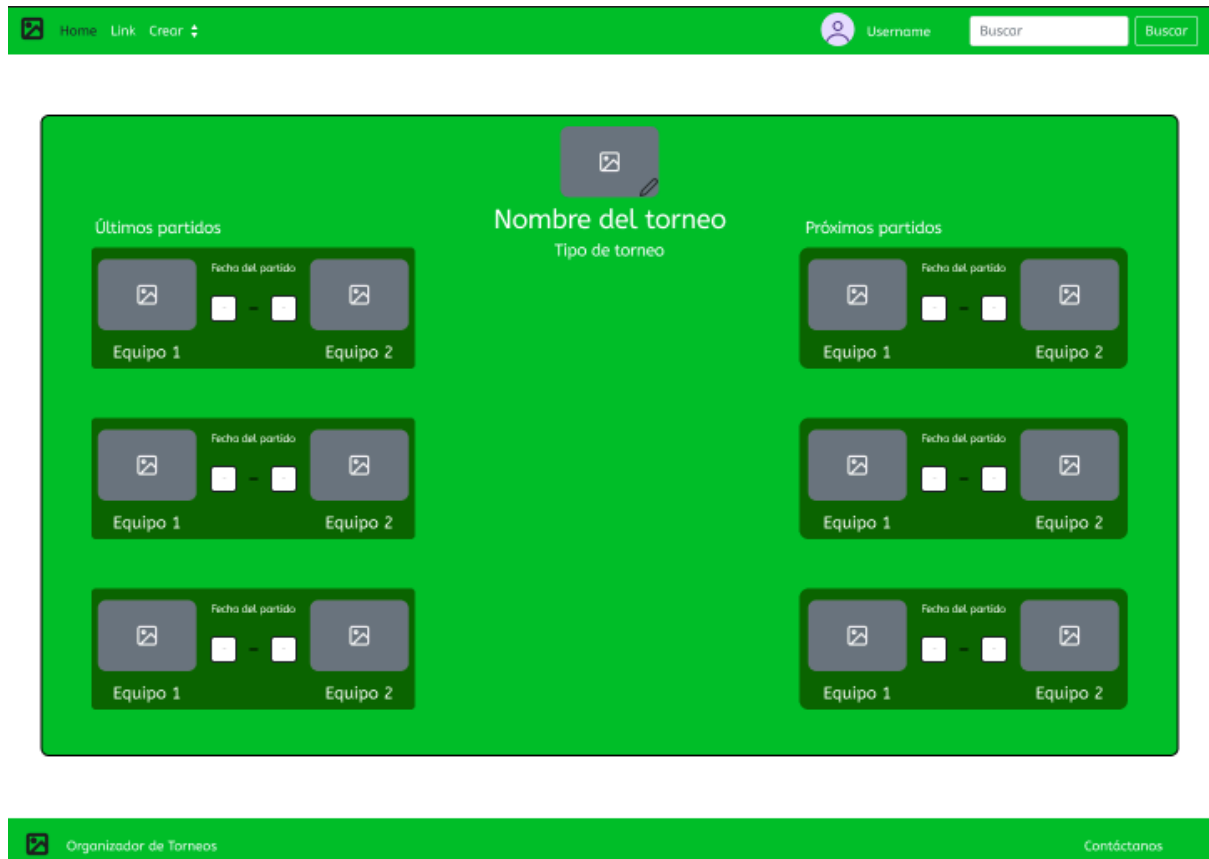 Home Link Crear Username Buscar Buscar
Nombre del torneo
Tipo de torneo
Últimos partidos
Fecha del partido
-
Equipo 1 Equipo 2
Fecha del partido
-
Equipo 1 Equipo 2
Fecha del partido
-
Equipo 1 Equipo 2
Próximos partidos
Fecha del partido
-
Equipo 1 Equipo 2
Fecha del partido
-
Equipo 1 Equipo 2
Fecha del partido
-
Equipo 1 Equipo 2
Organizador de Torneos Contáctanos